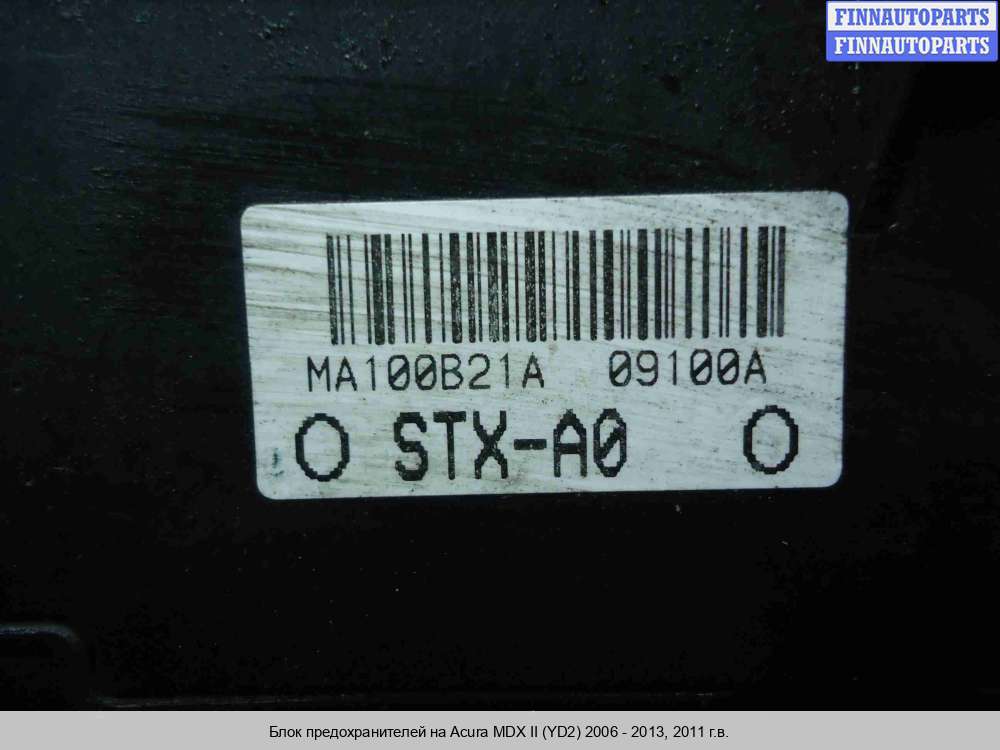 FINNAUTOPARTS
FINNAUTOPARTS
MA100B21A 09100A
O STX-A0 O
Блок предохранителей на Acura MDX II (YD2) 2006 - 2013, 2011 г.в.